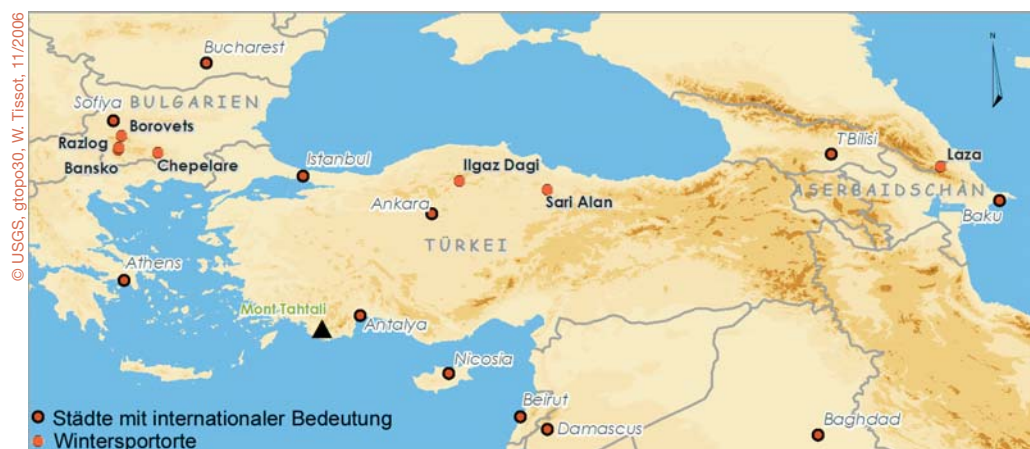 © USGS, gtopo30, W. Tissot, 11/2006
N
Bucharest
Sofiya
BULGARIEN
Borovets
Razlog
Bansko
Chepelare
Istanbul
Ilgaz Dagi
T'Bilisi
Laza
Sari Alan
ASERBAIDSCHAN
Ankara
Baku
TÜRKEI
Athens
Mont Tahtali
Antalya
Nicosia
Beirut
Damascus
Baghdad
Städte mit internationaler Bedeutung
Wintersportorte